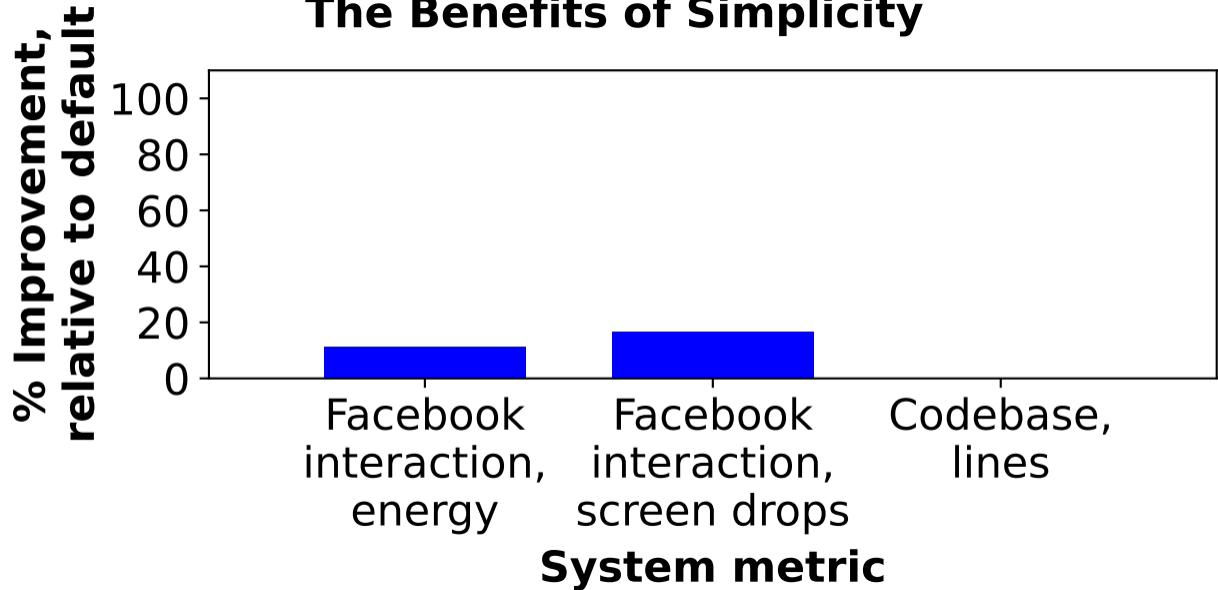 The Benefits of Simplicity
% Improvement,
relative to default
100
80
60
40
20
0
Facebook
interaction,
energy
Facebook
interaction,
screen drops
Codebase,
lines
System metric